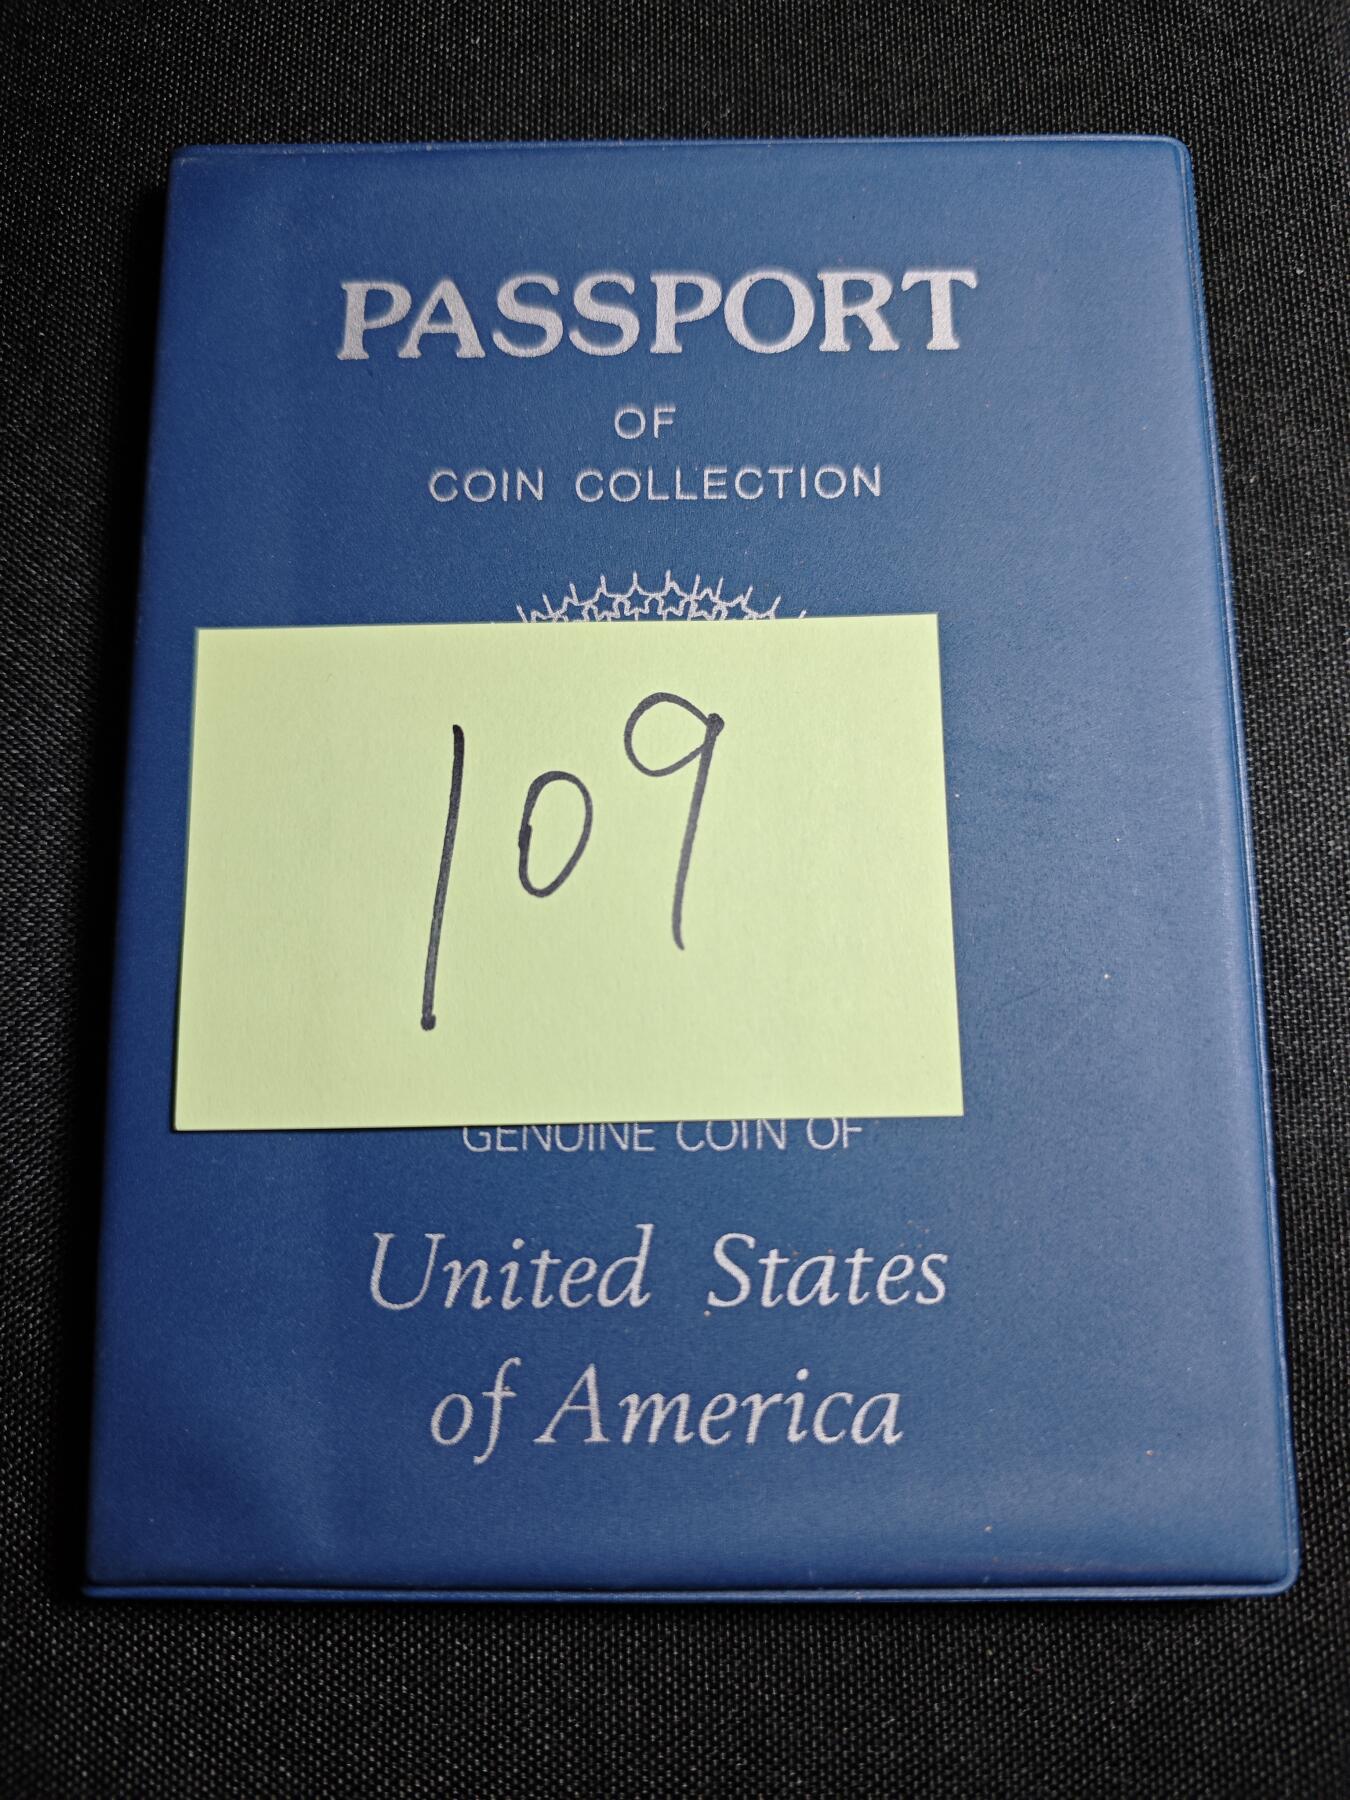 PASSPORT
OF
COIN COLLECTION
109
GENUINE COIN OF
United States
of America